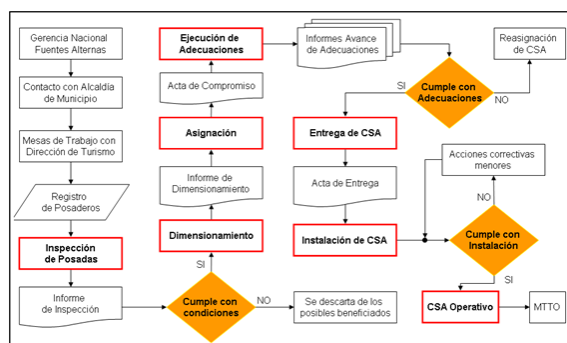 Gerencia Nacional
Fuentes Alternas
Contacto con Alcaldía
de Municipio
Mesas de Trabajo con
Dirección de Turismo
Registro
de Posaderos
Inspección
de Posadas
Informe
de Inspección
Cumple con
condiciones
SI
NO
Se descarta de los
posibles beneficiados
Dimensionamiento
Informe de
Dimensionamiento
Asignación
Acta de Compromiso
Ejecución de
Adecuaciones
Informes Avance
de Adecuaciones
Cumple con
Adecuaciones
SI
NO
Reasignación
de CSA
Entrega de CSA
Acta de Entrega
Instalación de CSA
Cumple con
Instalación
NO
Acciones correctivas
menores
SI
CSA Operativo
MTTO